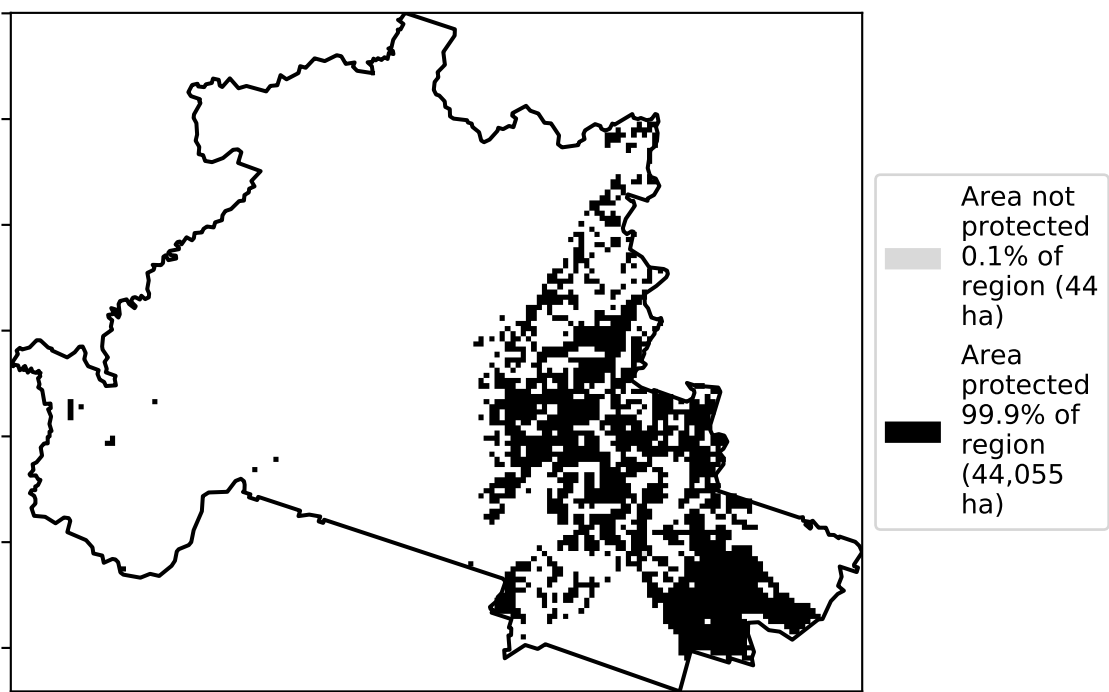 Area not
protected
0.1% of
region (44
ha)
Area
protected
99.9% of
region
(44,055
ha)